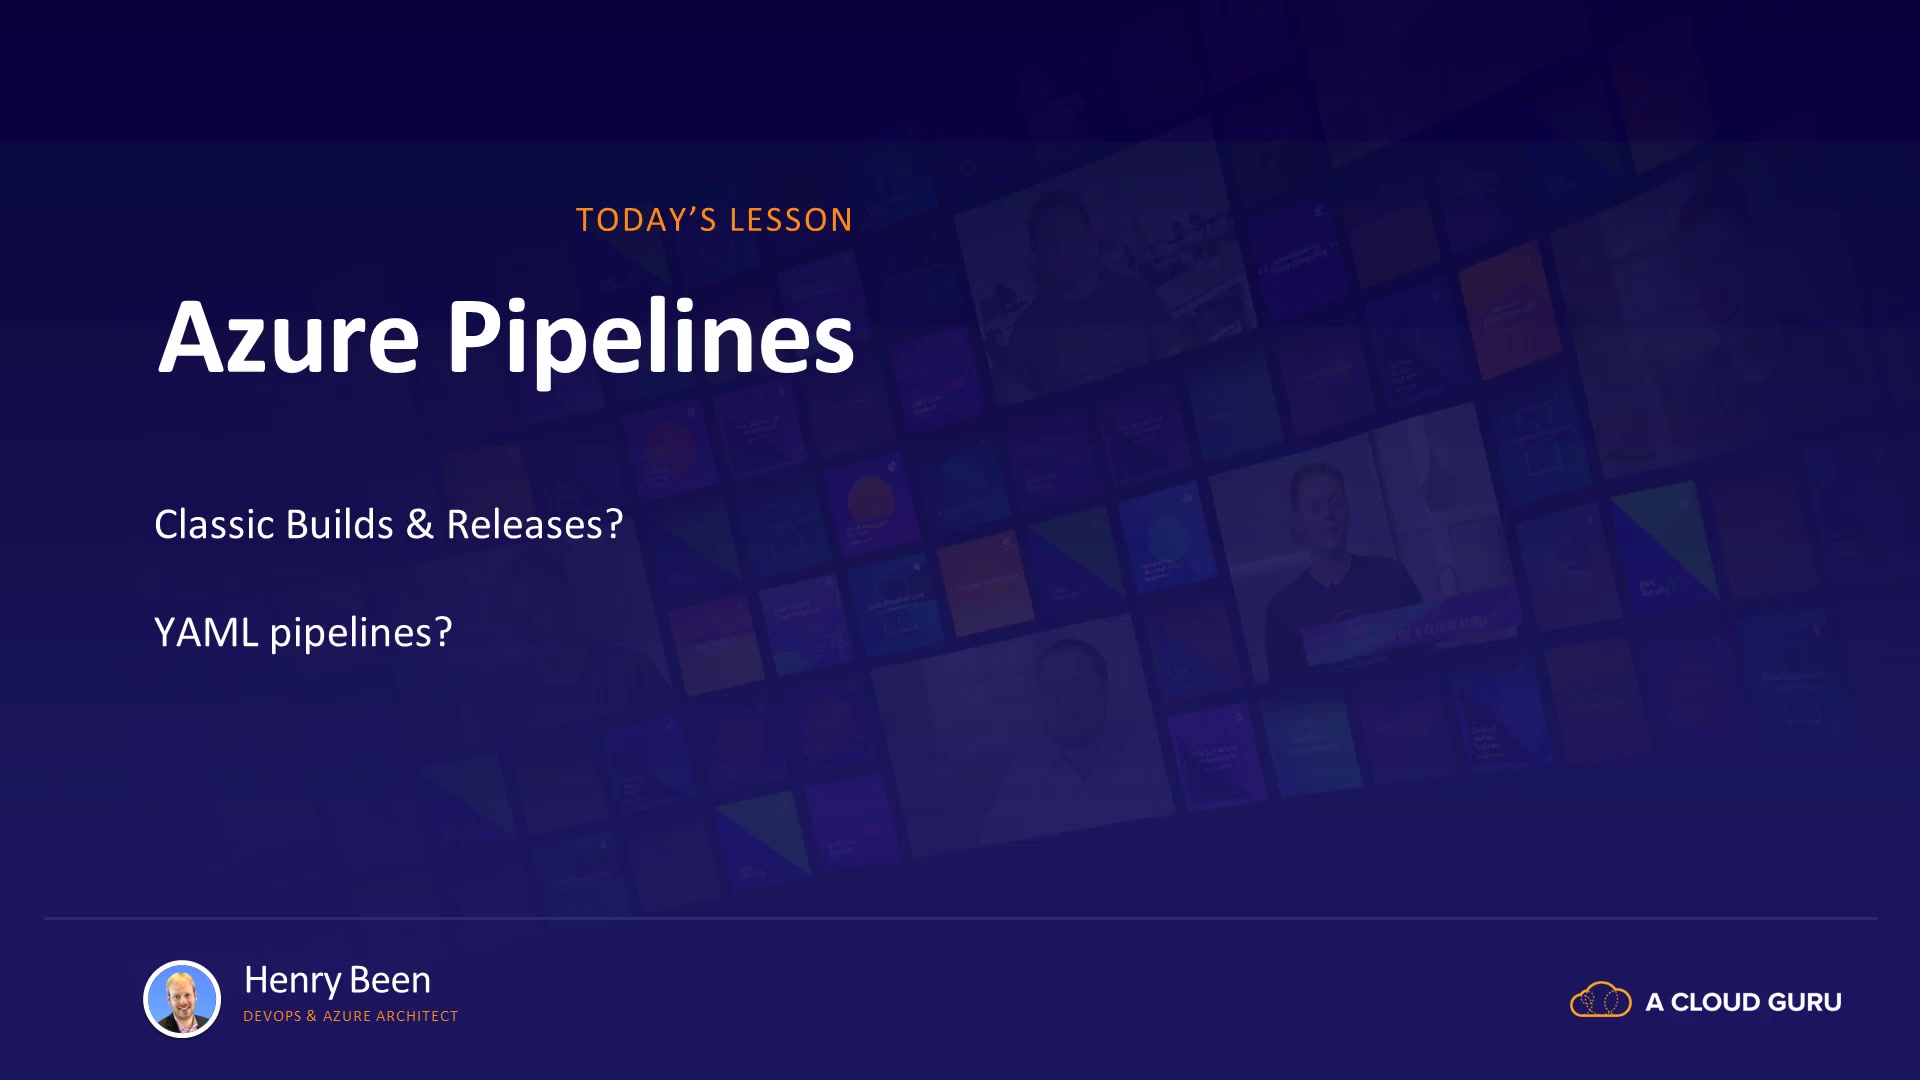 TODAY’S LESSON
Azure Pipelines
Classic Builds & Releases?
YAML pipelines?
Henry Been
DEVOPS & AZURE ARCHITECT
A CLOUD GURU